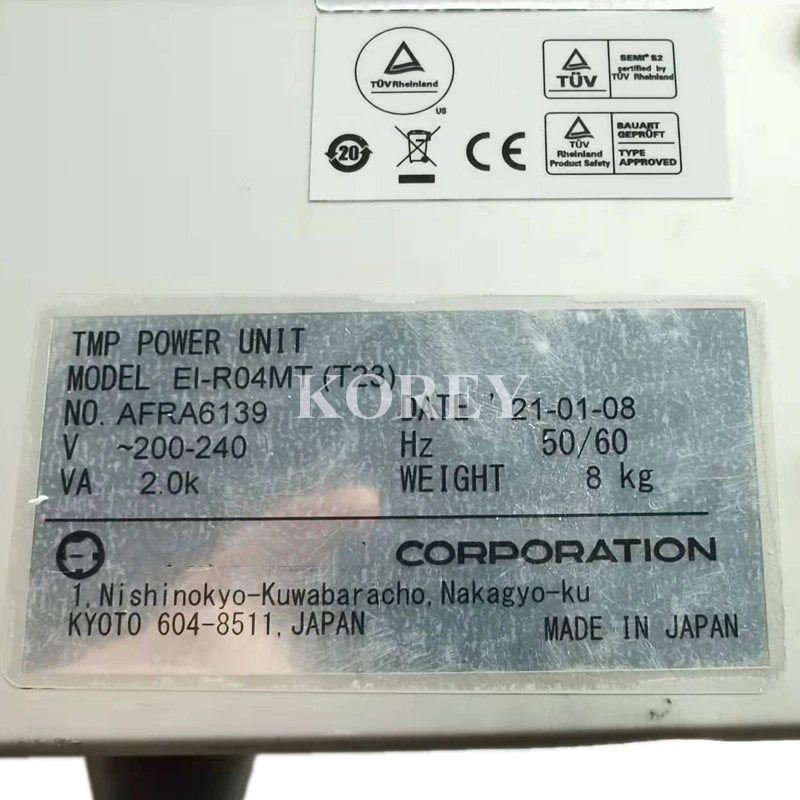 TÜVRheinland
US
TÜV
SEMI® S2
certified by
TÜV Rheinland
20
CE
TÜV
Rheinland
Product Safety
BAUART
GEPRÜFT
TYPE
APPROVED
TMP POWER UNIT
MODEL EI-R04MT (T23)
KOREY
NO. AFRA6139 DATE '21-01-08
V ~200-240 Hz 50/60
VA 2.0k WEIGHT 8 kg
CORPORATION
1, Nishinokyo-Kuwabaracho, Nakagyo-ku
KYOTO 604-8511, JAPAN MADE IN JAPAN